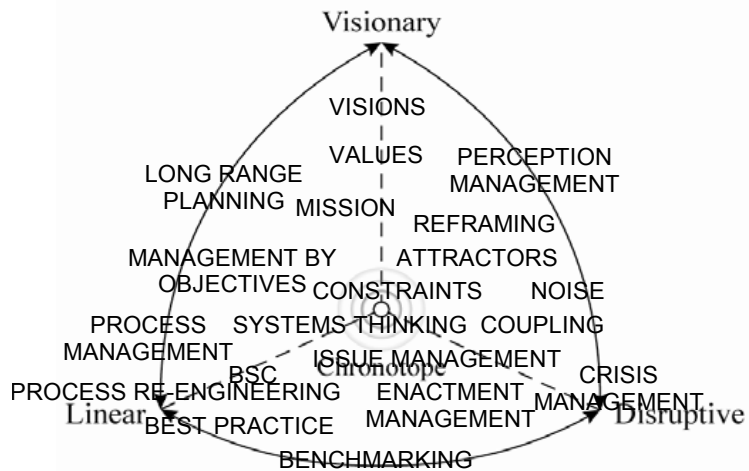 Visionary
VISIONS
VALUES
PERCEPTION
MANAGEMENT
LONG RANGE
PLANNING
MISSION
REFRAMING
MANAGEMENT BY
OBJECTIVES
ATTRACTORS
CONSTRAINTS
NOISE
PROCESS
MANAGEMENT
SYSTEMS THINKING
COUPLING
ISSUE MANAGEMENT
Chronotope
BSC
CRISIS
MANAGEMENT
PROCESS RE-ENGINEERING
ENACTMENT
MANAGEMENT
Linear
BEST PRACTICE
Disruptive
BENCHMARKING